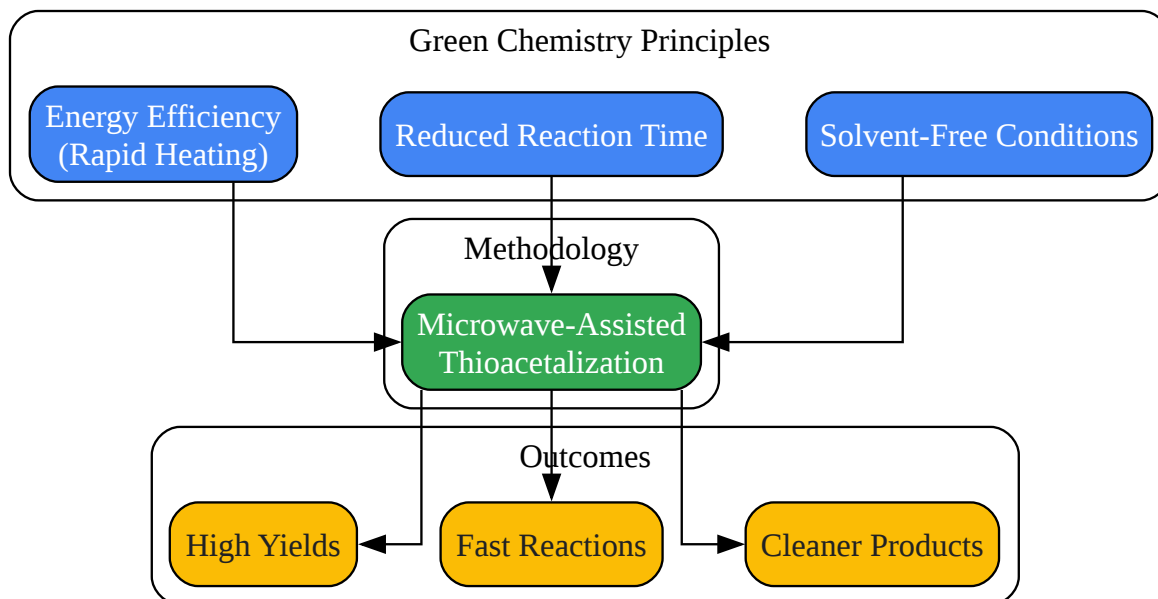 Green Chemistry Principles
Energy Efficiency
(Rapid Heating)
Reduced Reaction Time
Solvent-Free Conditions
Methodology
Microwave-Assisted
Thioacetalization
Outcomes
High Yields
Fast Reactions
Cleaner Products